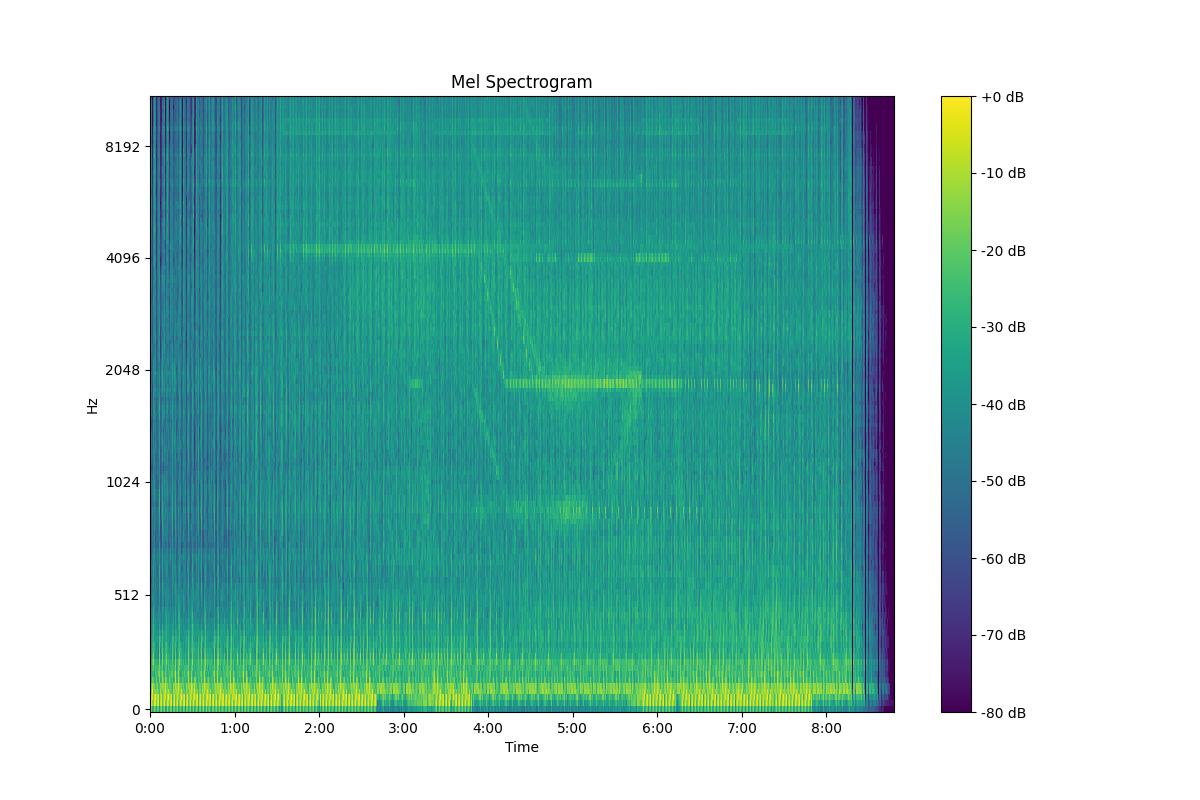 Mel Spectrogram
8192
4096
2048
1024
512
0
Hz
0:00 1:00 2:00 3:00 4:00 5:00 6:00 7:00 8:00
Time
+0 dB
-10 dB
-20 dB
-30 dB
-40 dB
-50 dB
-60 dB
-70 dB
-80 dB